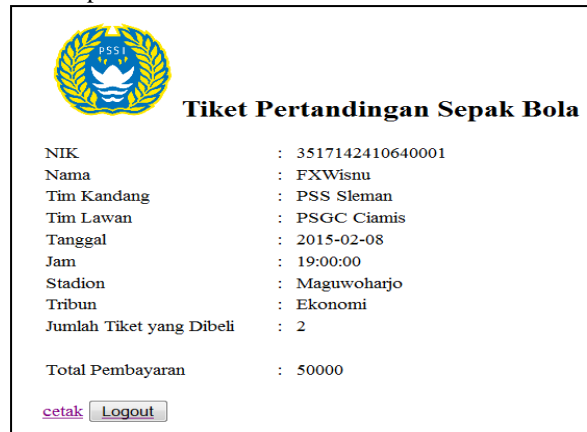 PSSI
Tiket Pertandingan Sepak Bola
NIK : 3517142410640001
Nama : FXWisnu
Tim Kandang : PSS Sleman
Tim Lawan : PSGC Ciamis
Tanggal : 2015-02-08
Jam : 19:00:00
Stadion : Maguwoharjo
Tribun : Ekonomi
Jumlah Tiket yang Dibeli : 2
Total Pembayaran : 50000
cetak Logout